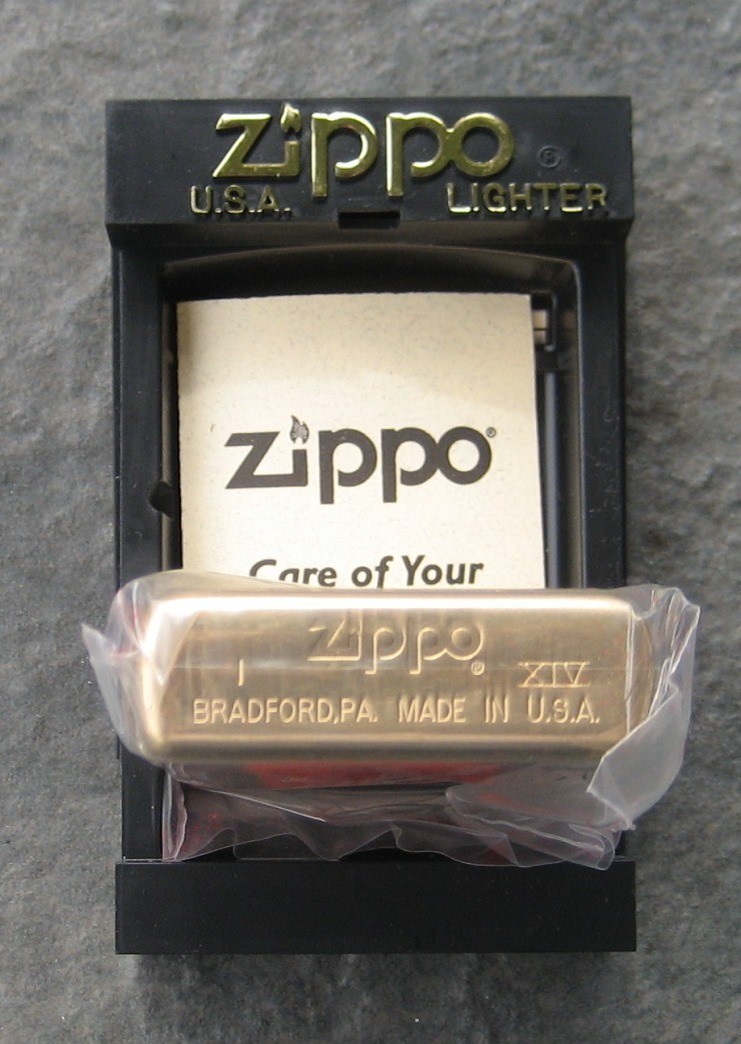 Zippo ®
U.S.A. LIGHTER
Zippo®
Care of Your
I Zippo® XIV
BRADFORD,PA. MADE IN U.S.A.